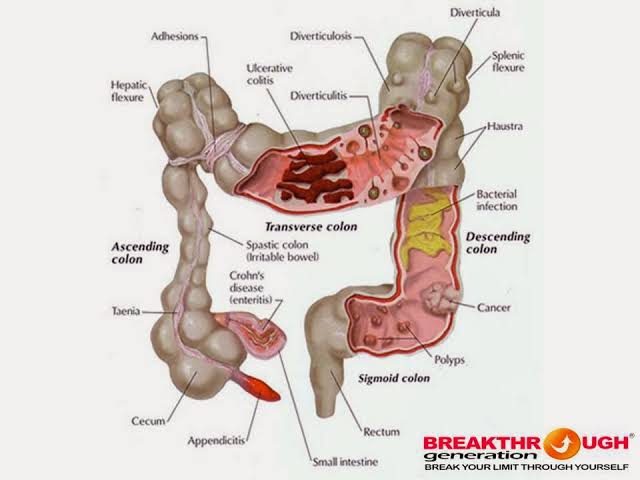 Diverticula
Adhesions
Diverticulosis
Splenic
flexure
Ulcerative
colitis
Hepatic
flexure
Diverticulitis
Haustra
Bacterial
infection
Transverse colon
Descending
colon
Ascending
colon
Spastic colon
(Irritable bowel)
Crohn's
disease
(enteritis)
Taenia
Cancer
Polyps
Sigmoid colon
Cecum
Rectum
Appendicitis
Small intestine
BREAKTHROUGH®
generation
BREAK YOUR LIMIT THROUGH YOURSELF